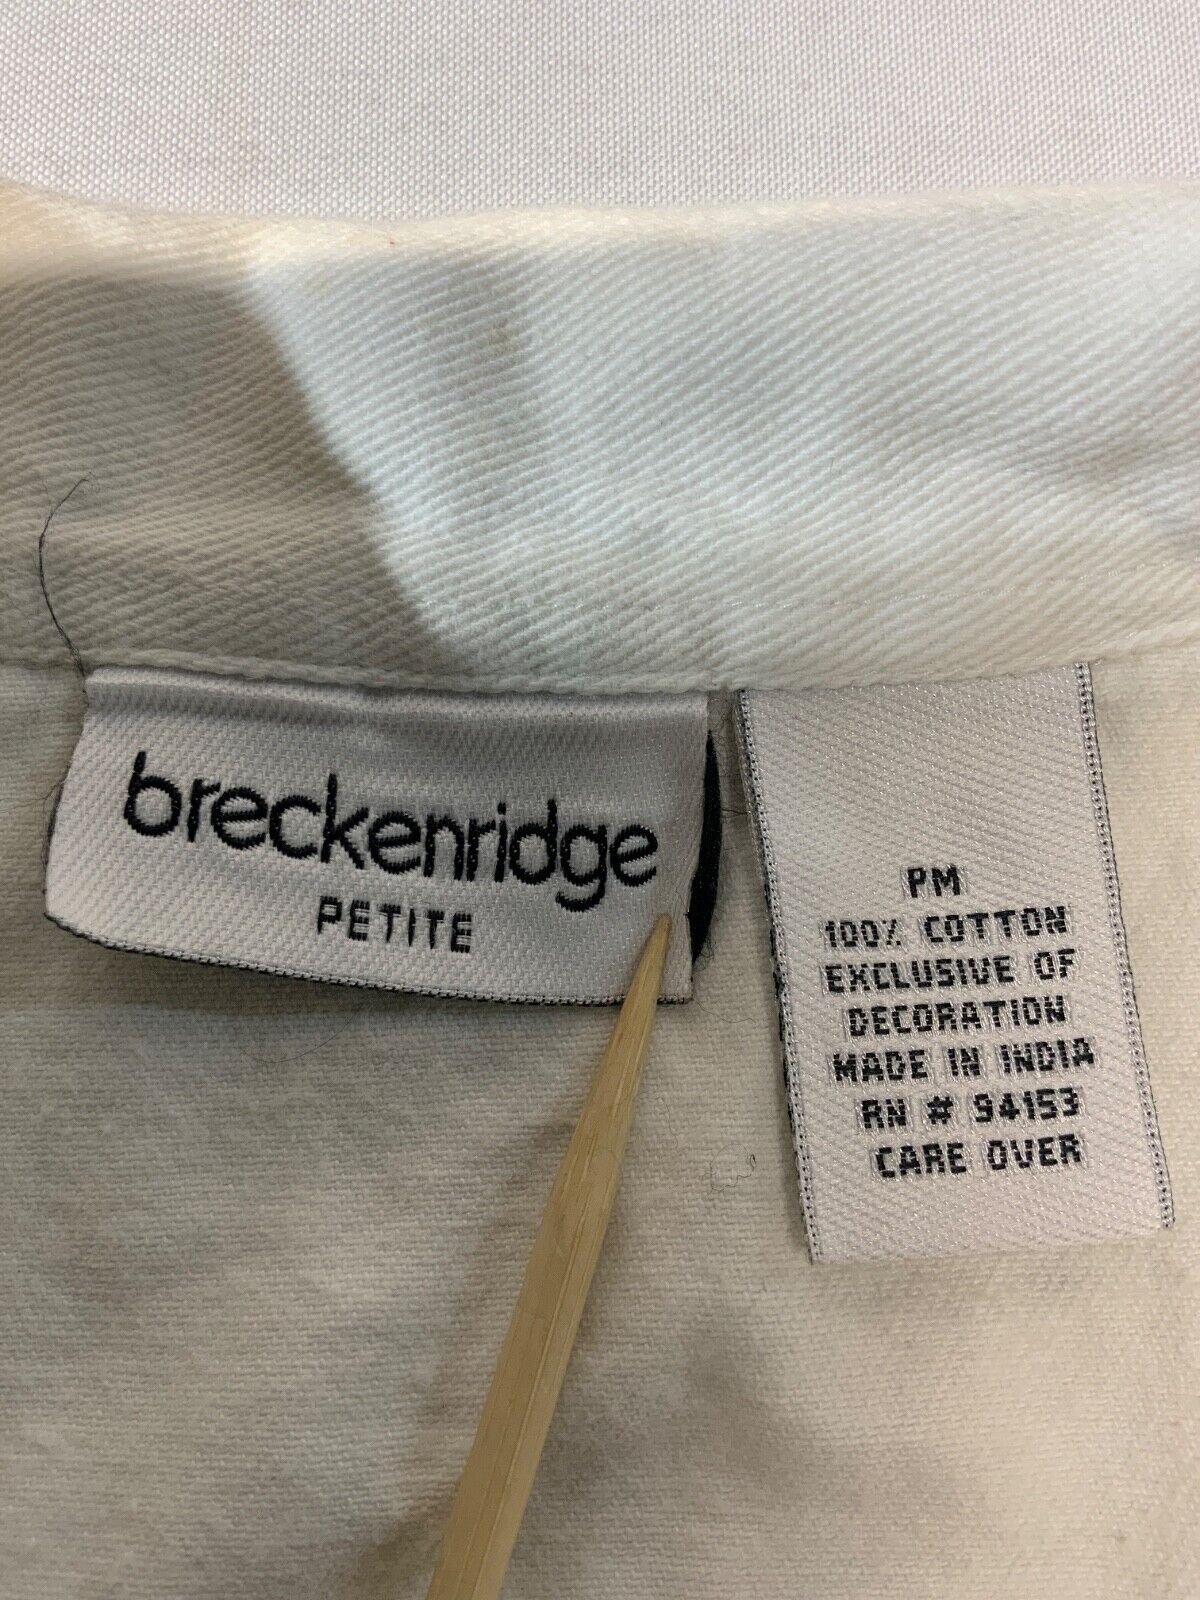 breckenridge
PETITE
PM
100% COTTON
EXCLUSIVE OF
DECORATION
MADE IN INDIA
RN # 94153
CARE OVER